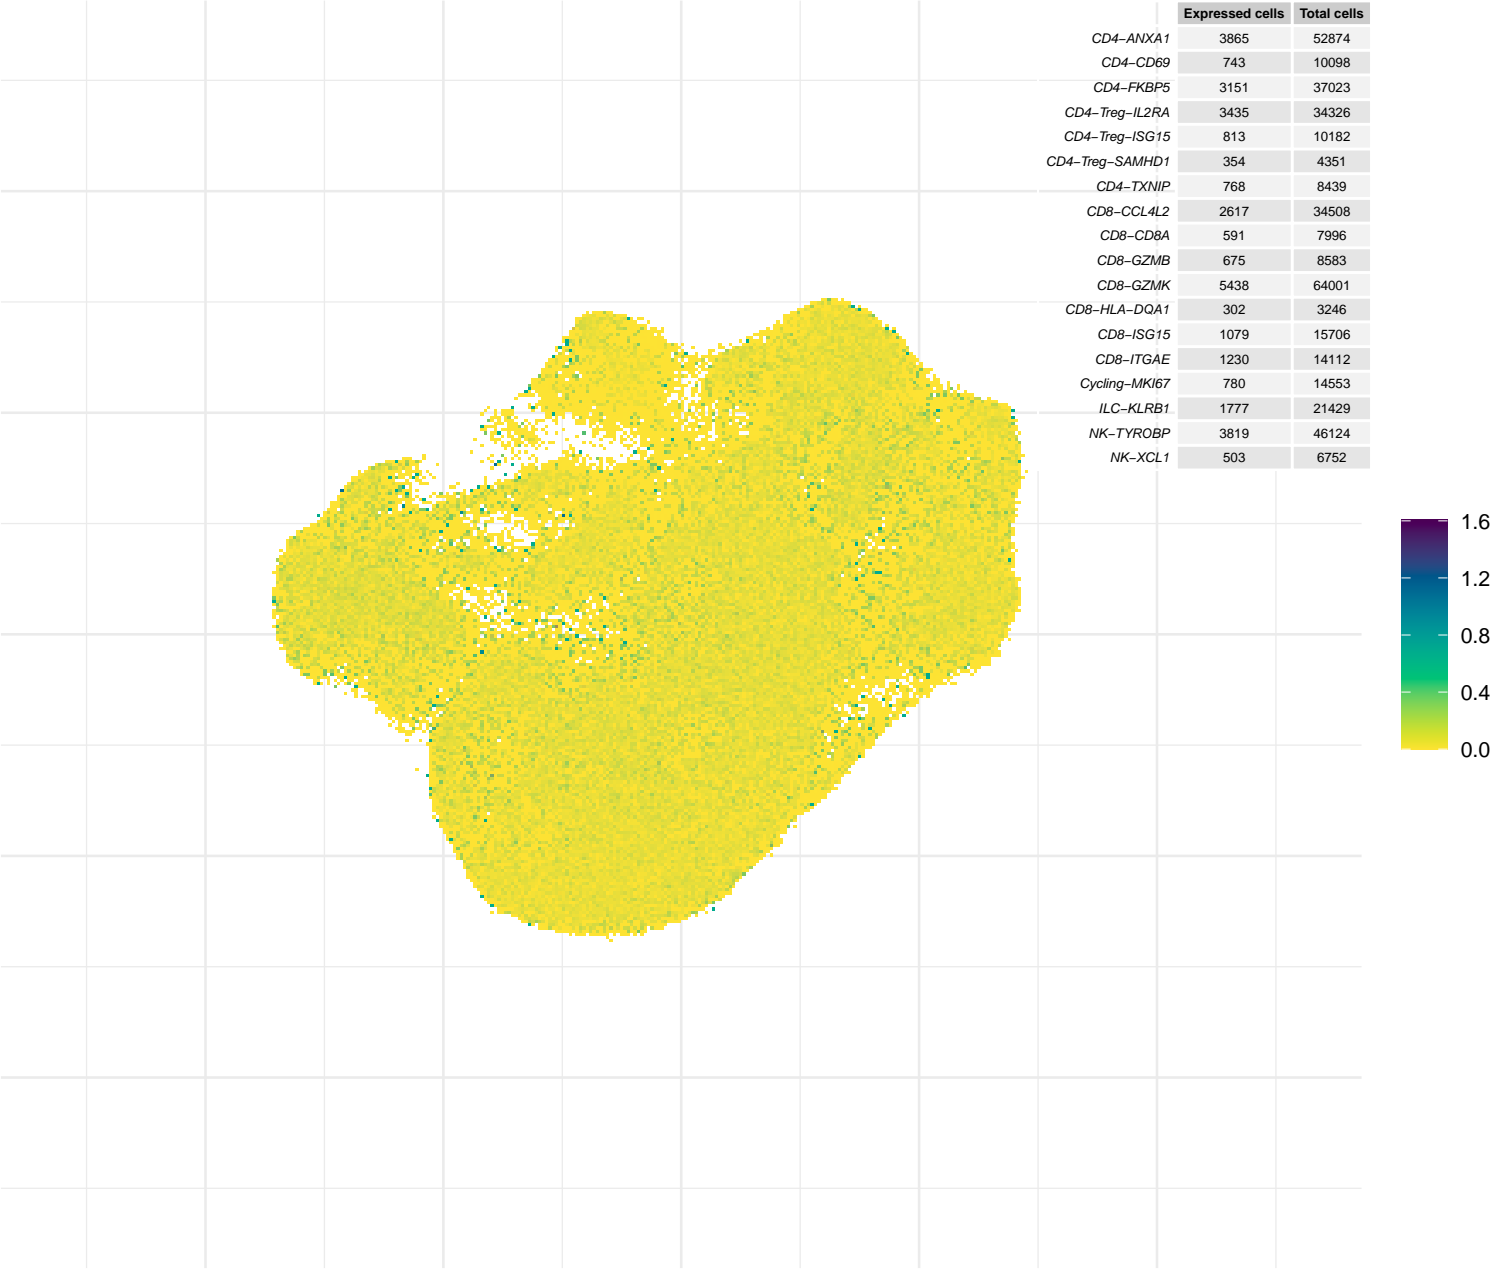 Expressed cells Total cells
CD4−ANXA1 3865 52874
CD4−CD69 743 10098
CD4−FKBP5 3151 37023
CD4−Treg−IL2RA 3435 34326
CD4−Treg−ISG15 813 10182
CD4−Treg−SAMHD1 354 4351
CD4−TXNIP 768 8439
CD8−CCL4L2 2617 34508
CD8−CD8A 591 7996
CD8−GZMB 675 8583
CD8−GZMK 5438 64001
CD8−HLA−DQA1 302 3246
CD8−ISG15 1079 15706
CD8−ITGAE 1230 14112
Cycling−MKI67 780 14553
ILC−KLRB1 1777 21429
NK−TYROBP 3819 46124
NK−XCL1 503 6752
1.6
1.2
0.8
0.4
0.0